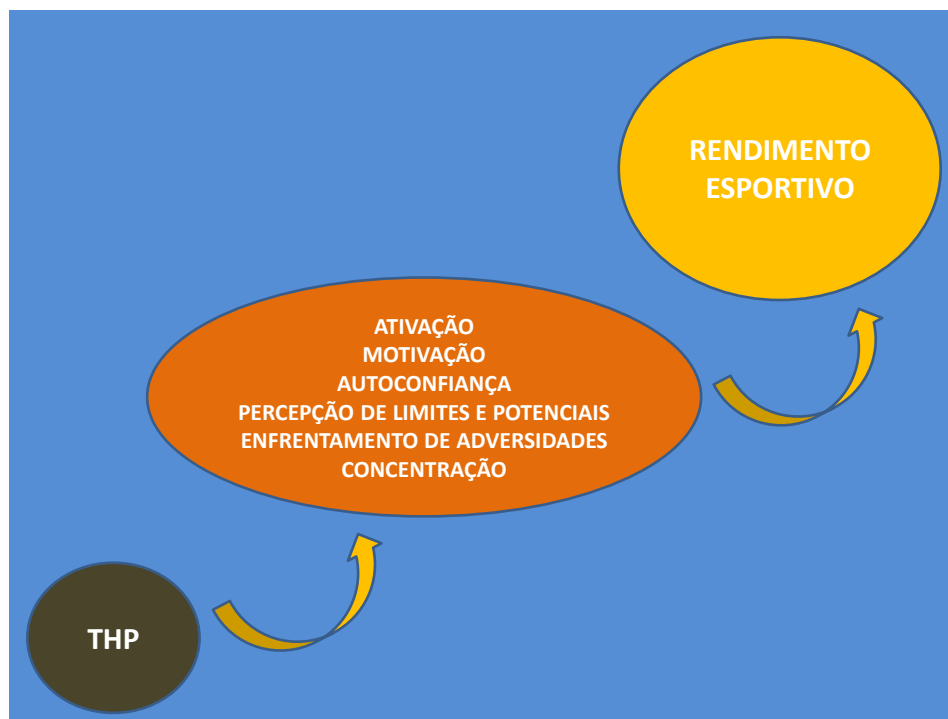 RENDIMENTO
ESPORTIVO
ATIVAÇÃO
MOTIVAÇÃO
AUTOCONFIANÇA
PERCEPÇÃO DE LIMITES E POTENCIAIS
ENFRENTAMENTO DE ADVERSIDADES
CONCENTRAÇÃO
THP